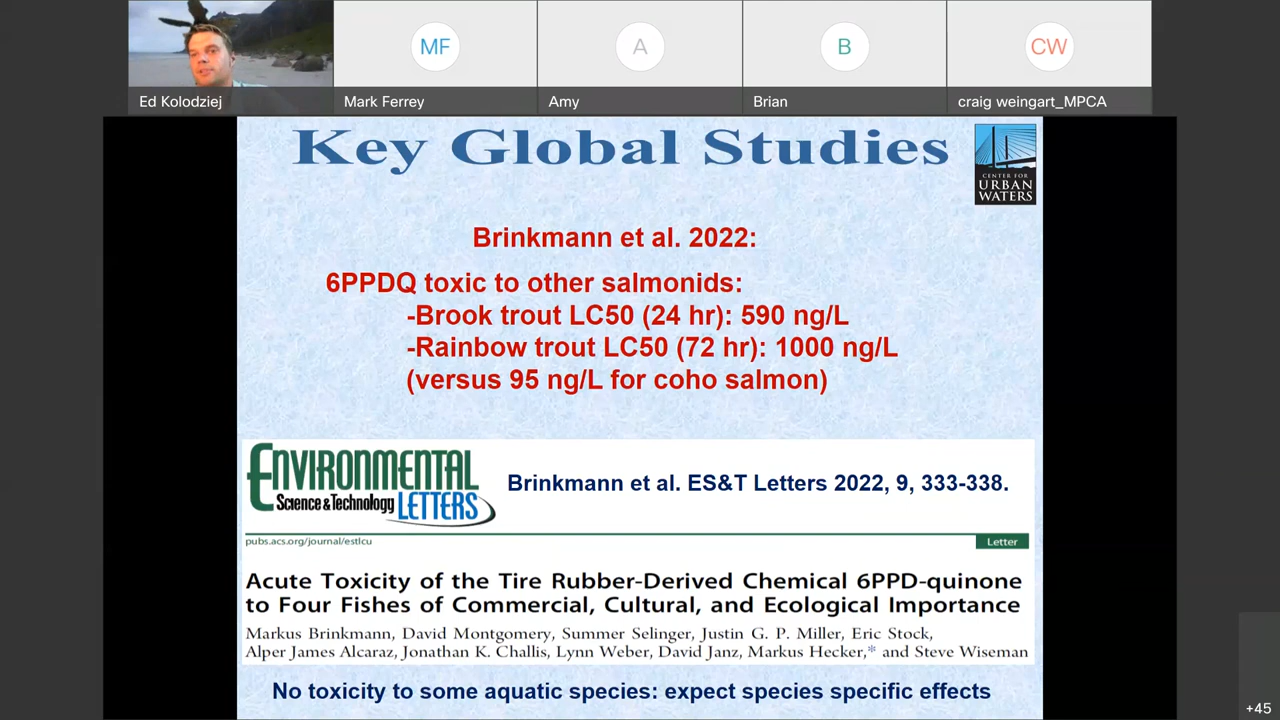 MF
A
B
CW
Ed Kolodziej
Mark Ferrey
Amy
Brian
craig weingart_MPCA
Key Global Studies
CENTER FOR
URBAN
WATERS
Brinkmann et al. 2022:
6PPDQ toxic to other salmonids:
-Brook trout LC50 (24 hr): 590 ng/L
-Rainbow trout LC50 (72 hr): 1000 ng/L
(versus 95 ng/L for coho salmon)
ENVIRONMENTAL
Science & Technology
LETTERS
Brinkmann et al. ES&T Letters 2022, 9, 333-338.
pubs.acs.org/journal/estlcu
Letter
Acute Toxicity of the Tire Rubber-Derived Chemical 6PPD-quinone
to Four Fishes of Commercial, Cultural, and Ecological Importance
Markus Brinkmann, David Montgomery, Summer Selinger, Justin G. P. Miller, Eric Stock,
Alper James Alcaraz, Jonathan K. Challis, Lynn Weber, David Janz, Markus Hecker,* and Steve Wiseman
No toxicity to some aquatic species: expect species specific effects
+45